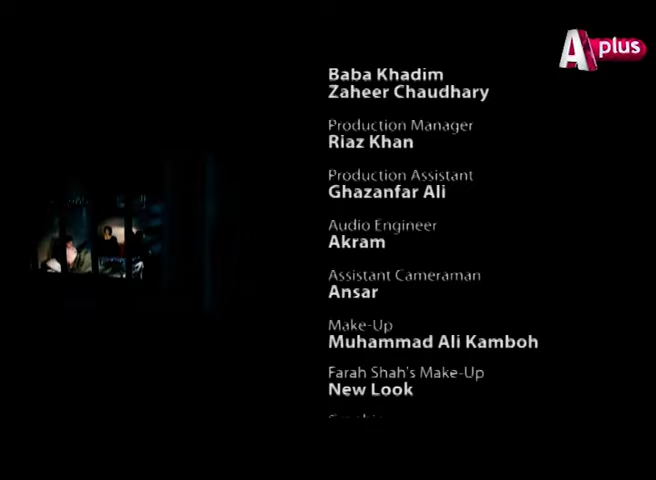 A plus
Baba Khadim
Zaheer Chaudhary
Production Manager
Riaz Khan
Production Assistant
Ghazanfar Ali
Audio Engineer
Akram
Assistant Cameraman
Ansar
Make-Up
Muhammad Ali Kamboh
Farah Shah's Make-Up
New Look